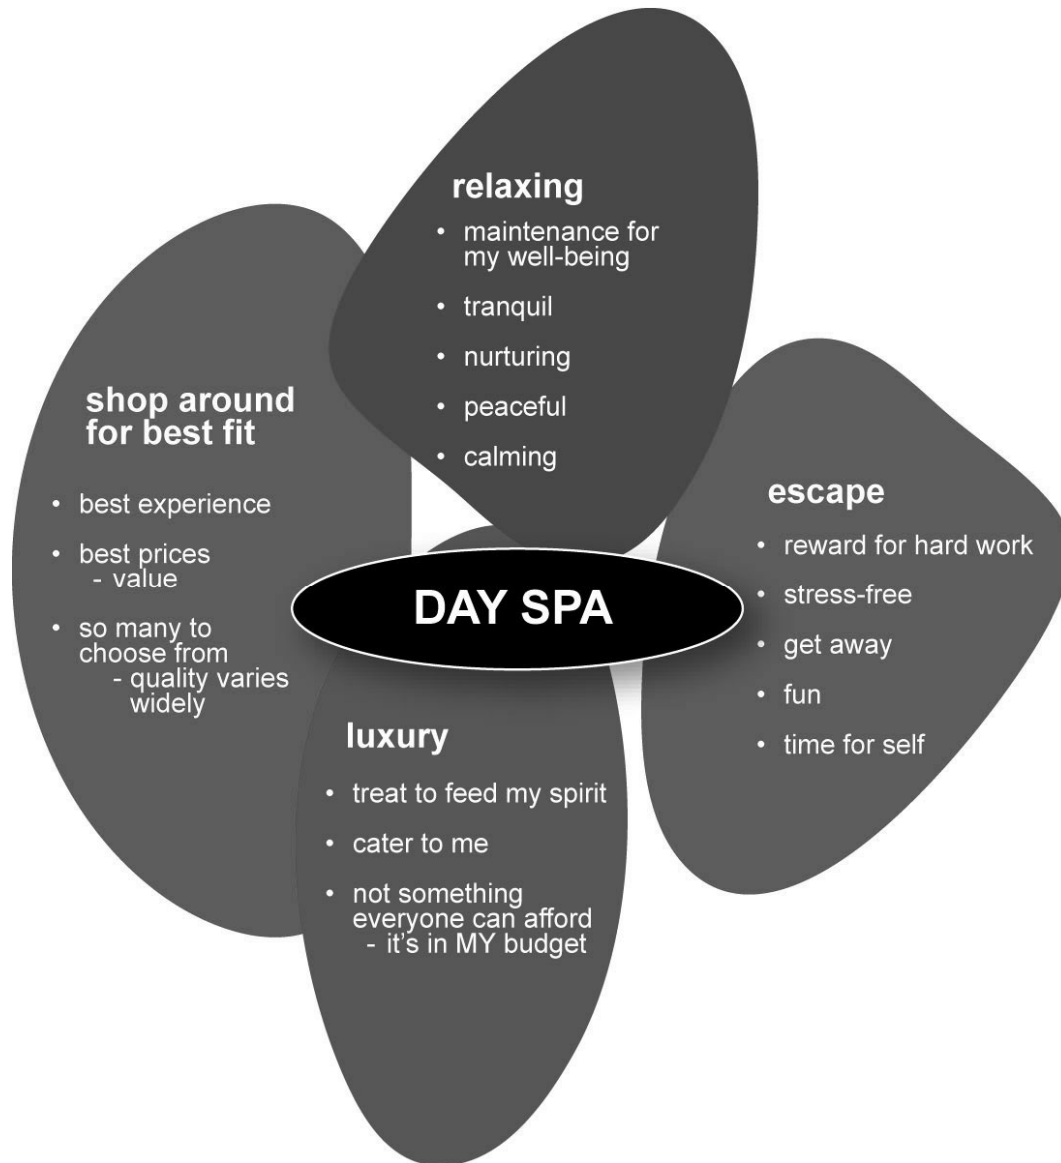 relaxing
• maintenance for
my well-being
• tranquil
• nurturing
• peaceful
• calming
shop around
for best fit
• best experience
• best prices
- value
• so many to
choose from
- quality varies
widely
escape
• reward for hard work
• stress-free
• get away
• fun
• time for self
DAY SPA
luxury
• treat to feed my spirit
• cater to me
• not something
everyone can afford
- it's in MY budget